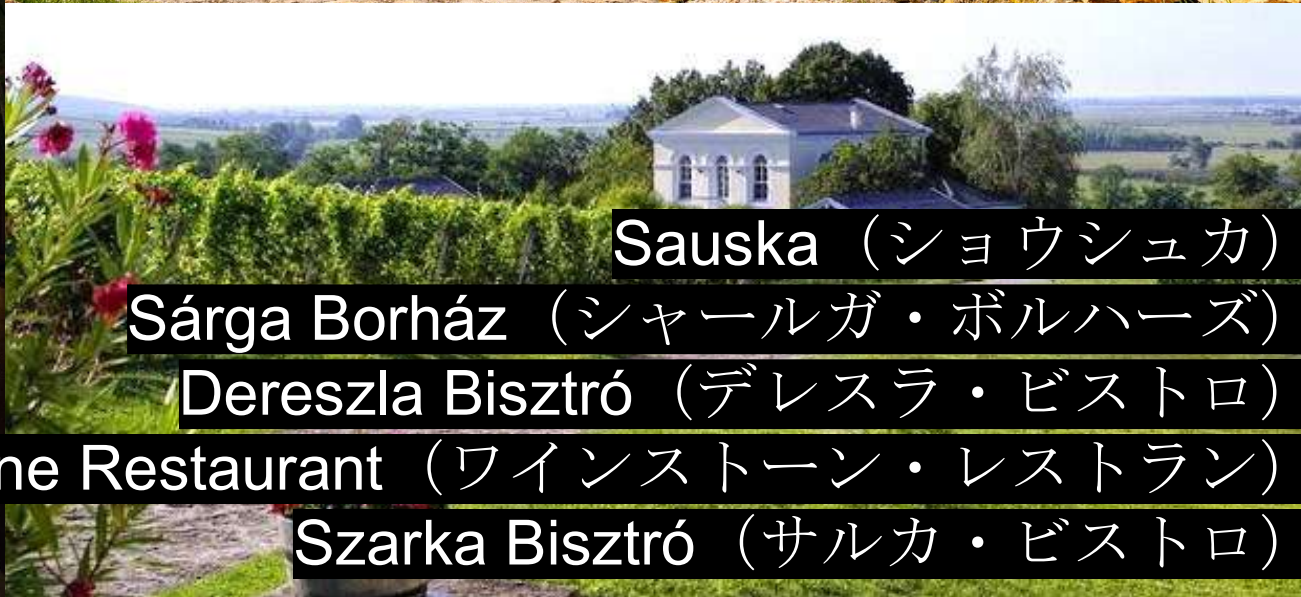 Sauska（ショウシュカ）
Sárga Borház（シャールガ・ボルハーズ）
Dereszla Bisztró（デレスラ・ビストロ）
Restaurant（ワインストーン・レストラン）
Szarka Bisztró（サルカ・ビストロ）